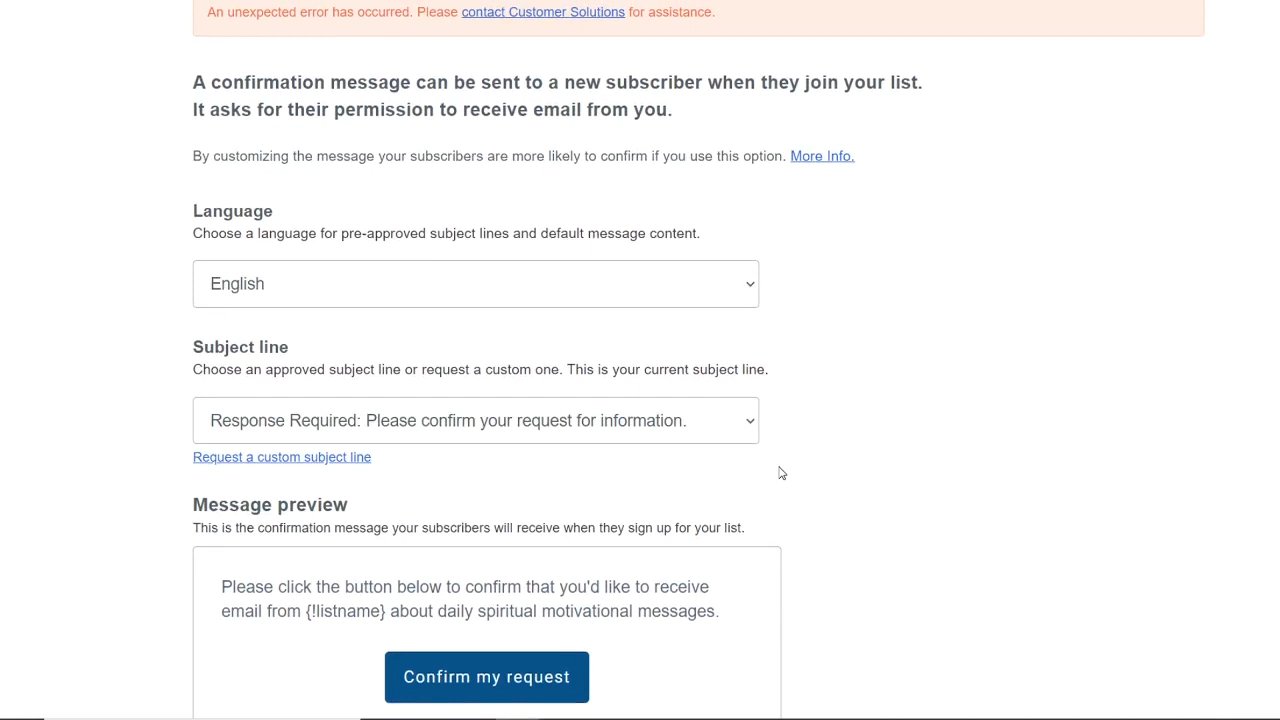 An unexpected error has occurred. Please contact Customer Solutions for assistance.
A confirmation message can be sent to a new subscriber when they join your list.
It asks for their permission to receive email from you.
By customizing the message your subscribers are more likely to confirm if you use this option. More Info.
Language
Choose a language for pre-approved subject lines and default message content.
English
Subject line
Choose an approved subject line or request a custom one. This is your current subject line.
Response Required: Please confirm your request for information.
Request a custom subject line
Message preview
This is the confirmation message your subscribers will receive when they sign up for your list.
Please click the button below to confirm that you'd like to receive
email from {!listname} about daily spiritual motivational messages.
Confirm my request